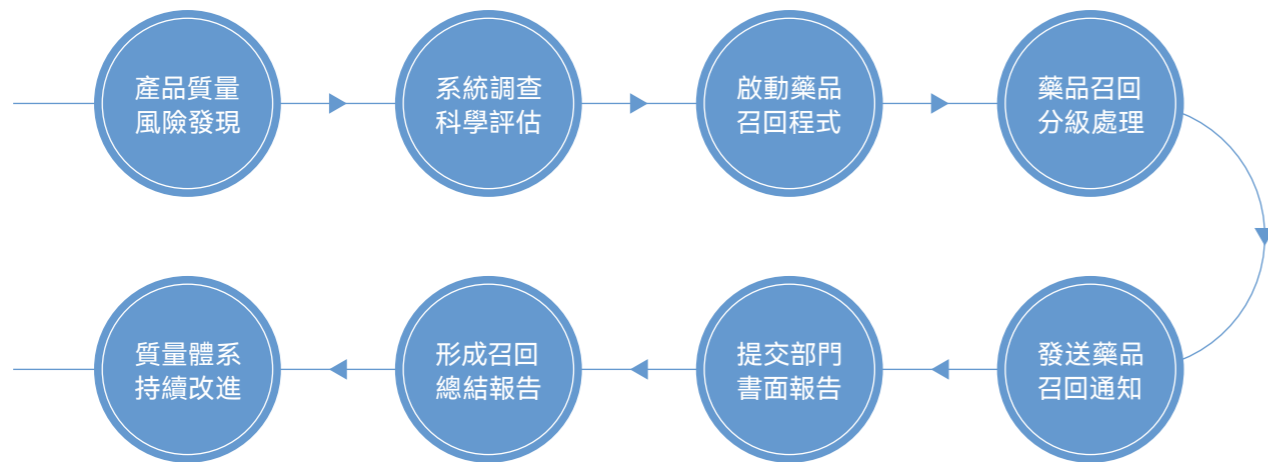 產品質量
風險發現
系統調查
科學評估
啟動藥品
召回程式
藥品召回
分級處理
發送藥品
召回通知
提交部門
書面報告
形成召回
總結報告
質量體系
持續改進